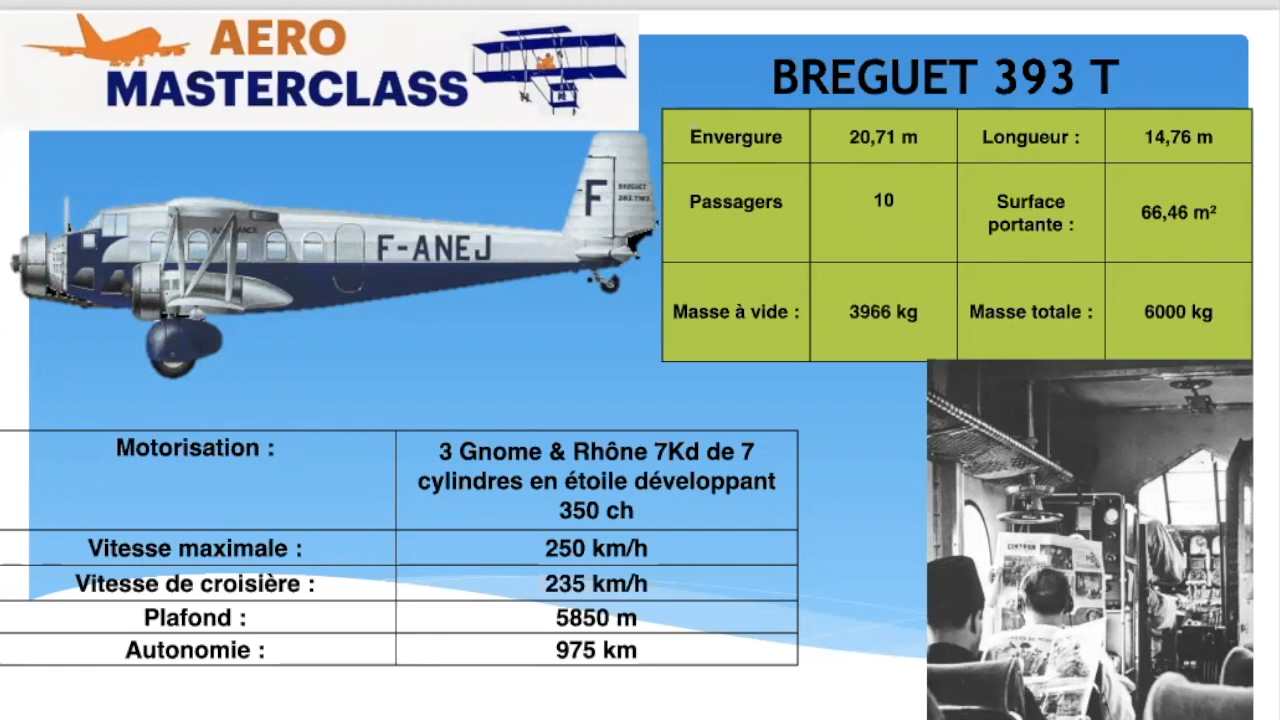 AERO
MASTERCLASS
BREGUET 393 T
Envergure 20,71 m Longueur : 14,76 m
Passagers 10 Surface portante : 66,46 m²
Masse à vide : 3966 kg Masse totale : 6000 kg
F
BREGUET
F-ANEJ
Motorisation : 3 Gnome & Rhône 7Kd de 7
cylindres en étoile développant
350 ch
Vitesse maximale : 250 km/h
Vitesse de croisière : 235 km/h
Plafond : 5850 m
Autonomie : 975 km